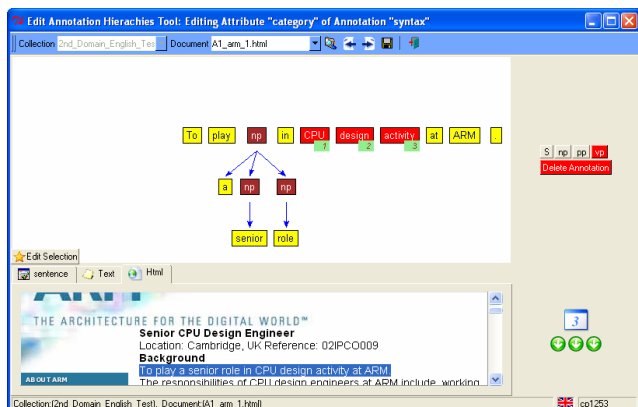 Edit Annotation Hierachies Tool: Editing Attribute "category" of Annotation "syntax"
Collection 2nd_Domain_English_Tes Document A1_arm_1.html
To play np in CPU design activity at ARM .
1 2 3
S np pp vp
Delete Annotation
a np np
senior role
Edit Selection
sentence Text Html
THE ARCHITECTURE FOR THE DIGITAL WORLD™
Senior CPU Design Engineer
Location: Cambridge, UK Reference: 02IPCO009
Background
To play a senior role in CPU design activity at ARM.
ABOUT ARM
The responsibilities of CPU design engineers at ARM include, working
3
Collection:(2nd_Domain_English_Test), Document:(A1_arm_1.html)
cp1253